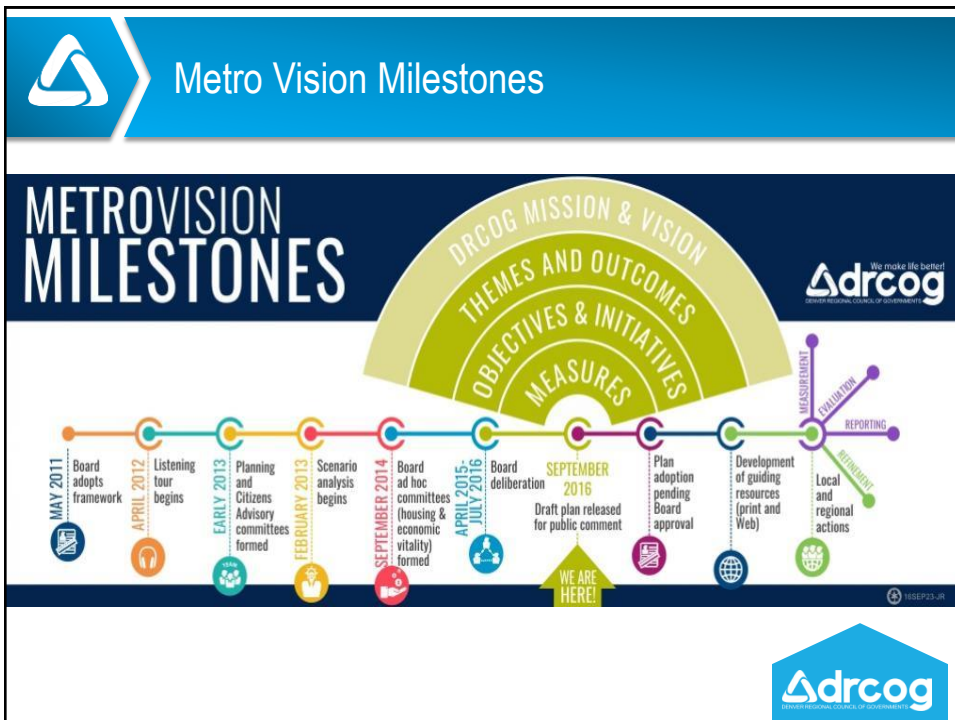 Metro Vision Milestones
METROVISION
MILESTONES
DRCOG MISSION & VISION
THEMES AND OUTCOMES
OBJECTIVES & INITIATIVES
MEASURES
We make life better!
drcog
DENVER REGIONAL COUNCIL OF GOVERNMENTS
MAY 2011
Board
adopts
framework
APRIL 2012
Listening
tour
begins
EARLY 2013
Planning
and
Citizens
Advisory
committees
formed
TEAM
FEBRUARY 2013
Scenario
analysis
begins
SEPTEMBER 2014
Board
ad hoc
committees
(housing &
economic
vitality)
formed
APRIL 2015-
JULY 2016
Board
deliberation
SEPTEMBER
2016
Draft plan released
for public comment
WE ARE
HERE!
Plan
adoption
pending
Board
approval
Development
of guiding
resources
(print and
Web)
Local
and
regional
actions
MEASUREMENT
EVALUATION
REPORTING
REFINEMENT
16SEP23-JR
drcog
DENVER REGIONAL COUNCIL OF GOVERNMENTS